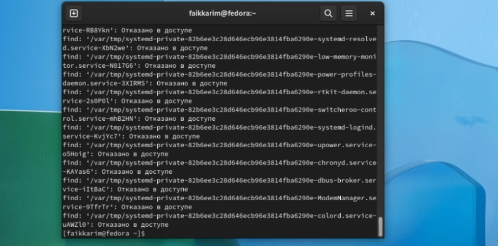 faikkarim@fedora:~
rvice-RB8Ykn': Отказано в доступе
find: '/var/tmp/systemd-private-82b6ee3c28d646ecb96e3814fba6290e-systemd-resolve
d.service-XbN2we': Отказано в доступе
find: '/var/tmp/systemd-private-82b6ee3c28d646ecb96e3814fba6290e-low-memory-moni
tor.service-N017G6': Отказано в доступе
find: '/var/tmp/systemd-private-82b6ee3c28d646ecb96e3814fba6290e-power-profiles-
daemon.service-3XIRMS': Отказано в доступе
find: '/var/tmp/systemd-private-82b6ee3c28d646ecb96e3814fba6290e-rtkit-daemon.se
rvice-2s0POl': Отказано в доступе
find: '/var/tmp/systemd-private-82b6ee3c28d646ecb96e3814fba6290e-switcheroo-cont
rol.service-mhB2HN': Отказано в доступе
find: '/var/tmp/systemd-private-82b6ee3c28d646ecb96e3814fba6290e-systemd-logind.
service-KvjYc7': Отказано в доступе
find: '/var/tmp/systemd-private-82b6ee3c28d646ecb96e3814fba6290e-upower.service-
o5Hoig': Отказано в доступе
find: '/var/tmp/systemd-private-82b6ee3c28d646ecb96e3814fba6290e-chronyd.service
-KAYas6': Отказано в доступе
find: '/var/tmp/systemd-private-82b6ee3c28d646ecb96e3814fba6290e-dbus-broker.ser
vice-iItBaC': Отказано в доступе
find: '/var/tmp/systemd-private-82b6ee3c28d646ecb96e3814fba6290e-ModemManager.se
rvice-9TfrTr': Отказано в доступе
find: '/var/tmp/systemd-private-82b6ee3c28d646ecb96e3814fba6290e-colord.service-
uAWZl0': Отказано в доступе
[faikkarim@fedora ~]$